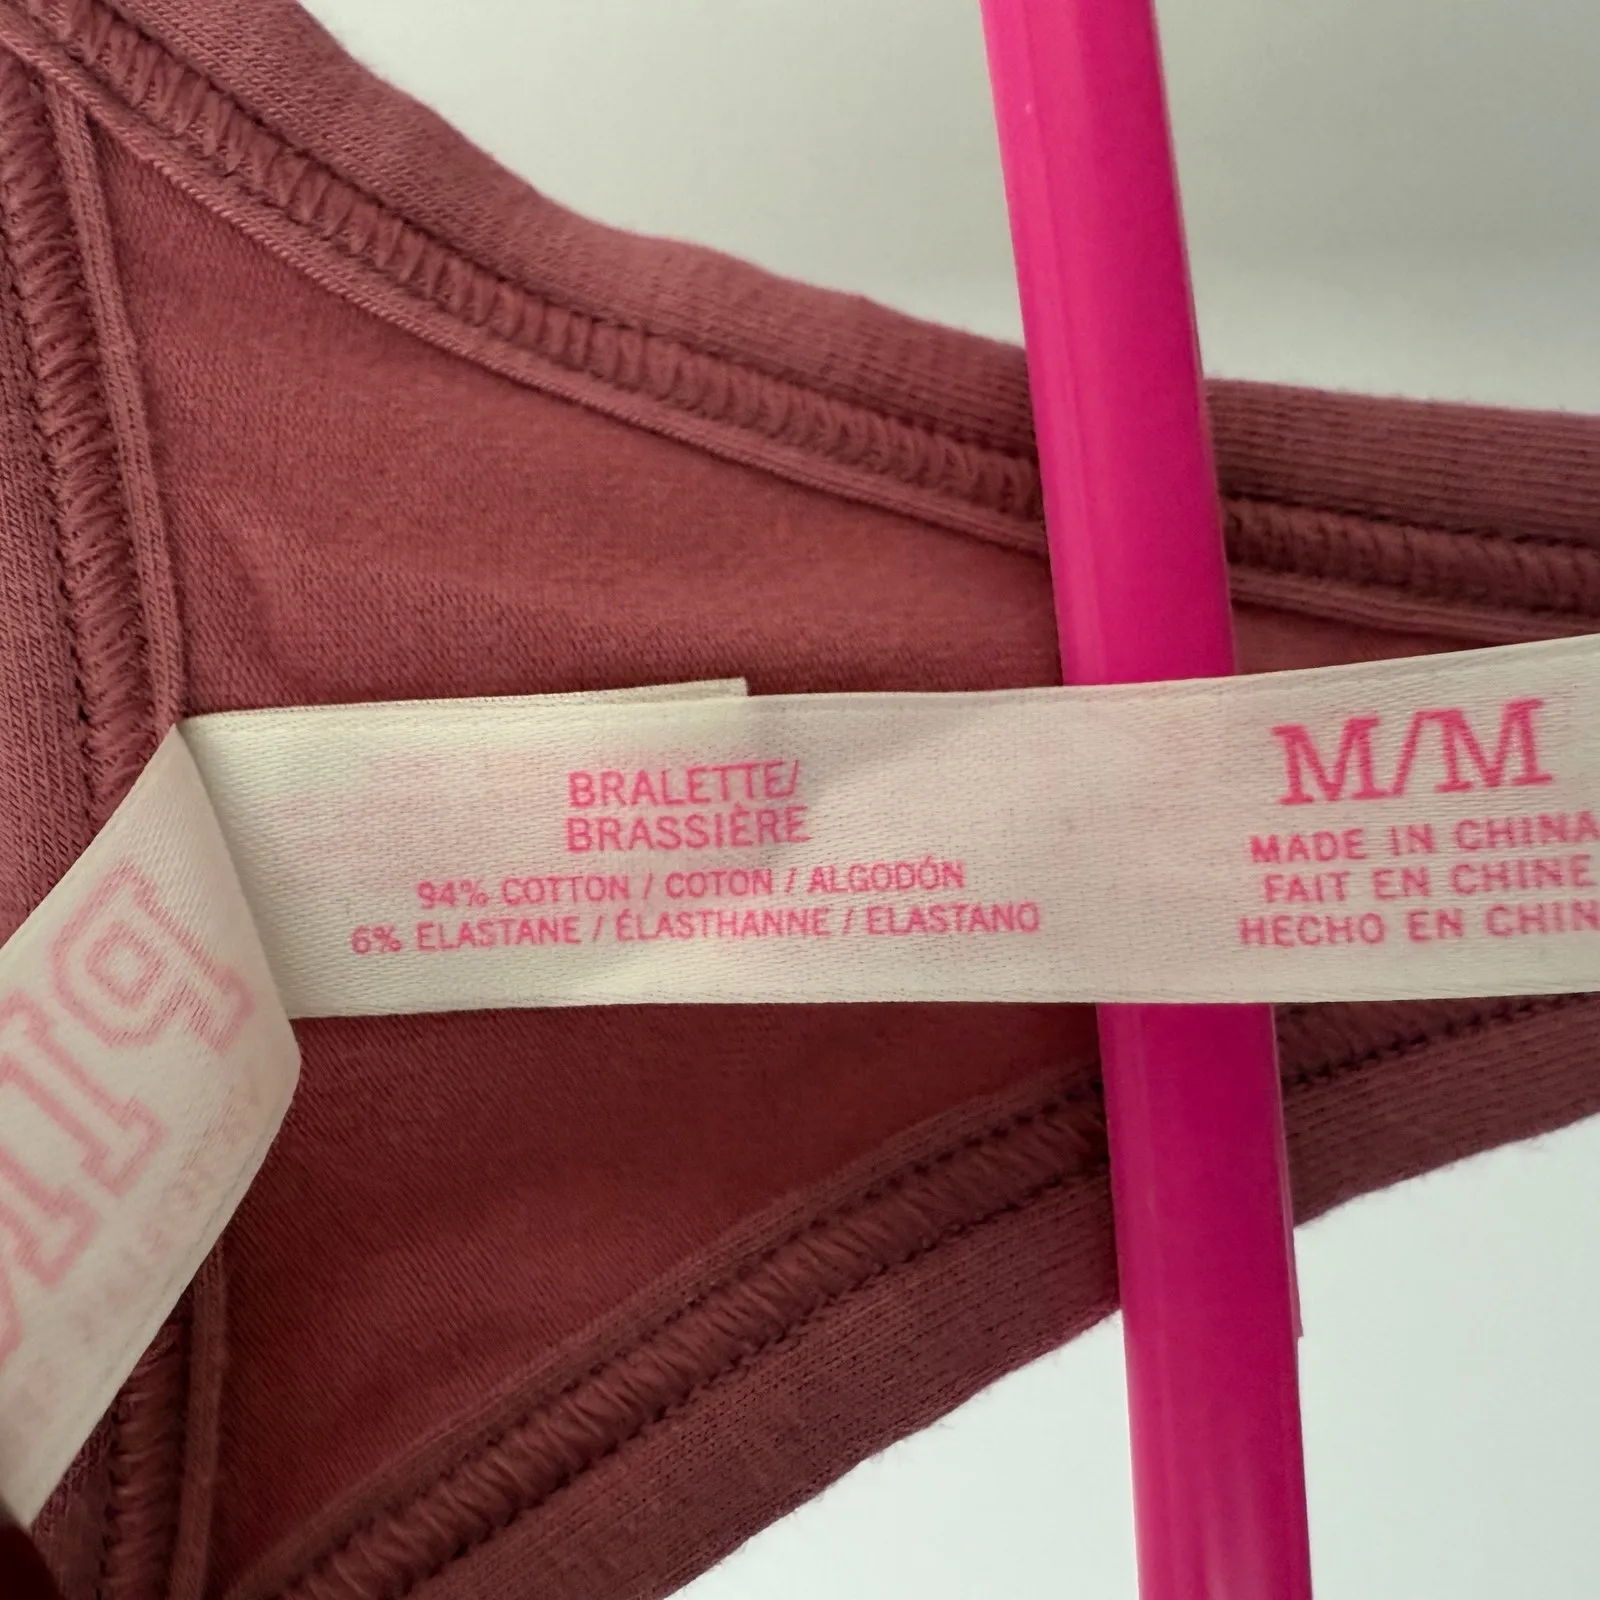 BRALETTE/
BRASSIÈRE
94% COTTON / COTON / ALGODÓN
6% ELASTANE / ÉLASTHANNE / ELASTANO
M/M
MADE IN CHINA
FAIT EN CHINE
HECHO EN CHIN